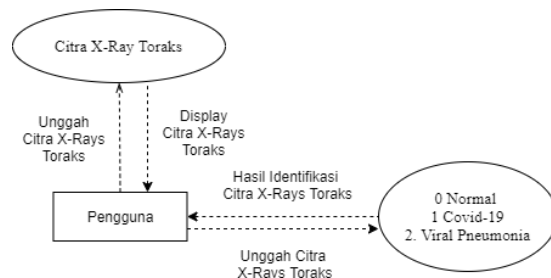 Citra X-Ray Toraks
Unggah
Citra X-Rays
Toraks
Display
Citra X-Rays
Toraks
Hasil Identifikasi
Citra X-Rays Toraks
Pengguna
0 Normal
1 Covid-19
2. Viral Pneumonia
Unggah Citra
X-Rays Toraks